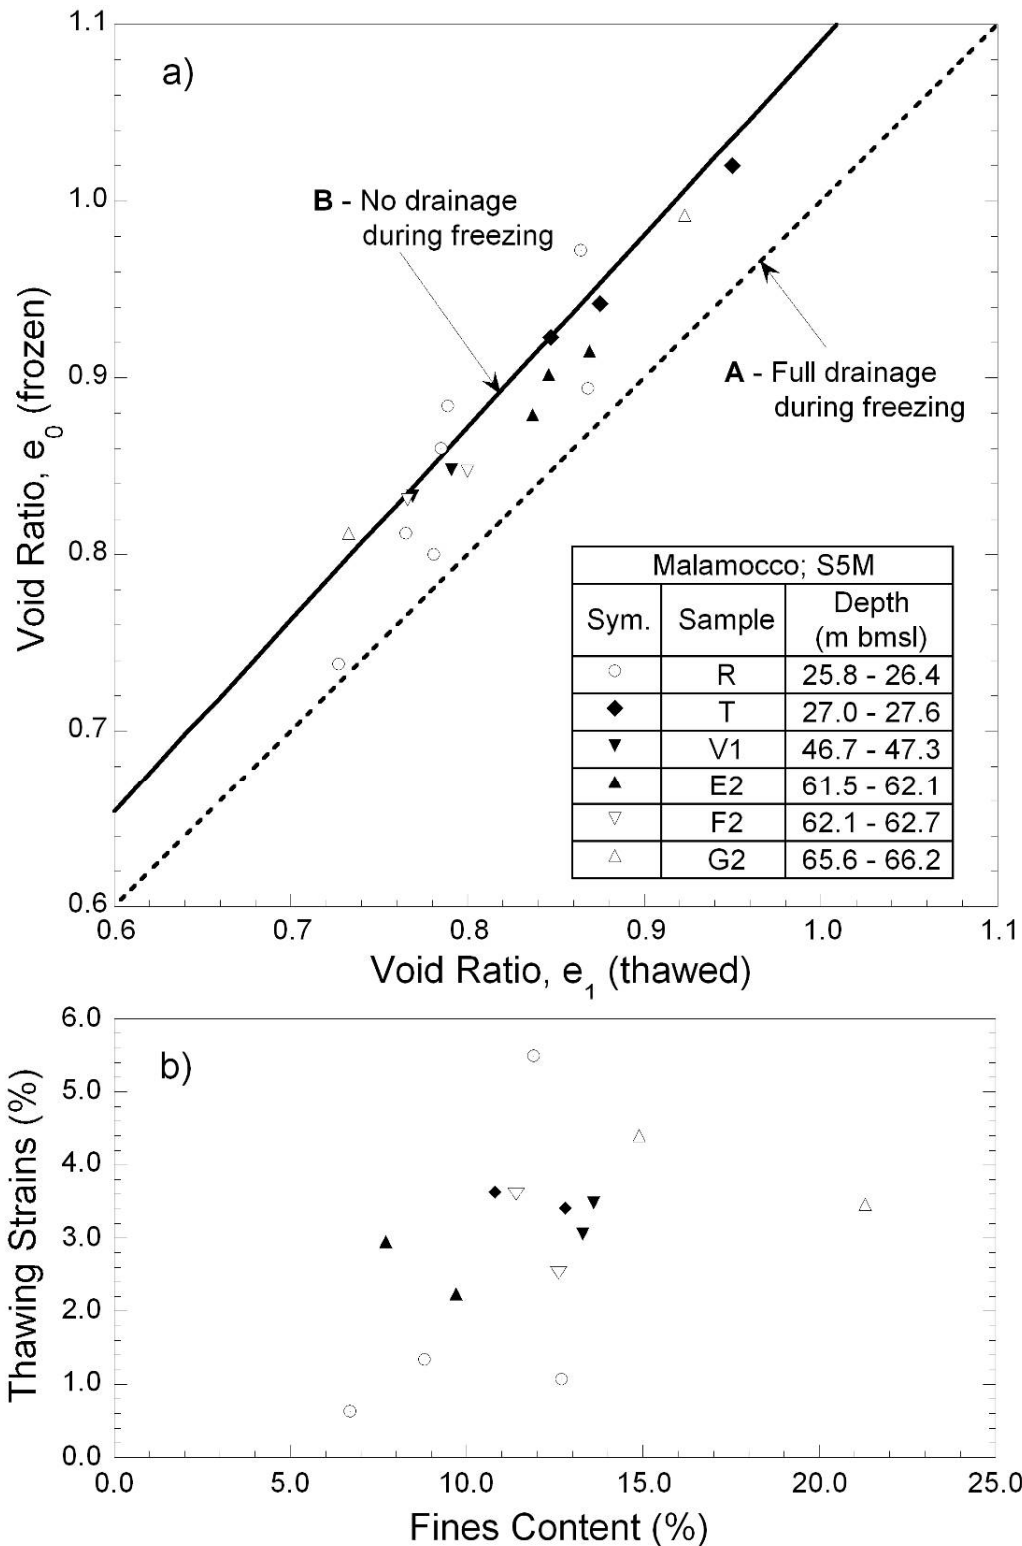 1.1
a)
1.0
B - No drainage
during freezing
0.9
A - Full drainage
during freezing
Void Ratio, e0 (frozen)
0.8
Malamocco; S5M
Sym. Sample Depth
(m bmsl)
R 25.8 - 26.4
T 27.0 - 27.6
V1 46.7 - 47.3
E2 61.5 - 62.1
F2 62.1 - 62.7
G2 65.6 - 66.2
0.7
0.6
0.6 0.7 0.8 0.9 1.0 1.1
Void Ratio, e1 (thawed)
6.0
b)
5.0
4.0
Thawing Strains (%)
3.0
2.0
1.0
0.0
0.0 5.0 10.0 15.0 20.0 25.0
Fines Content (%)